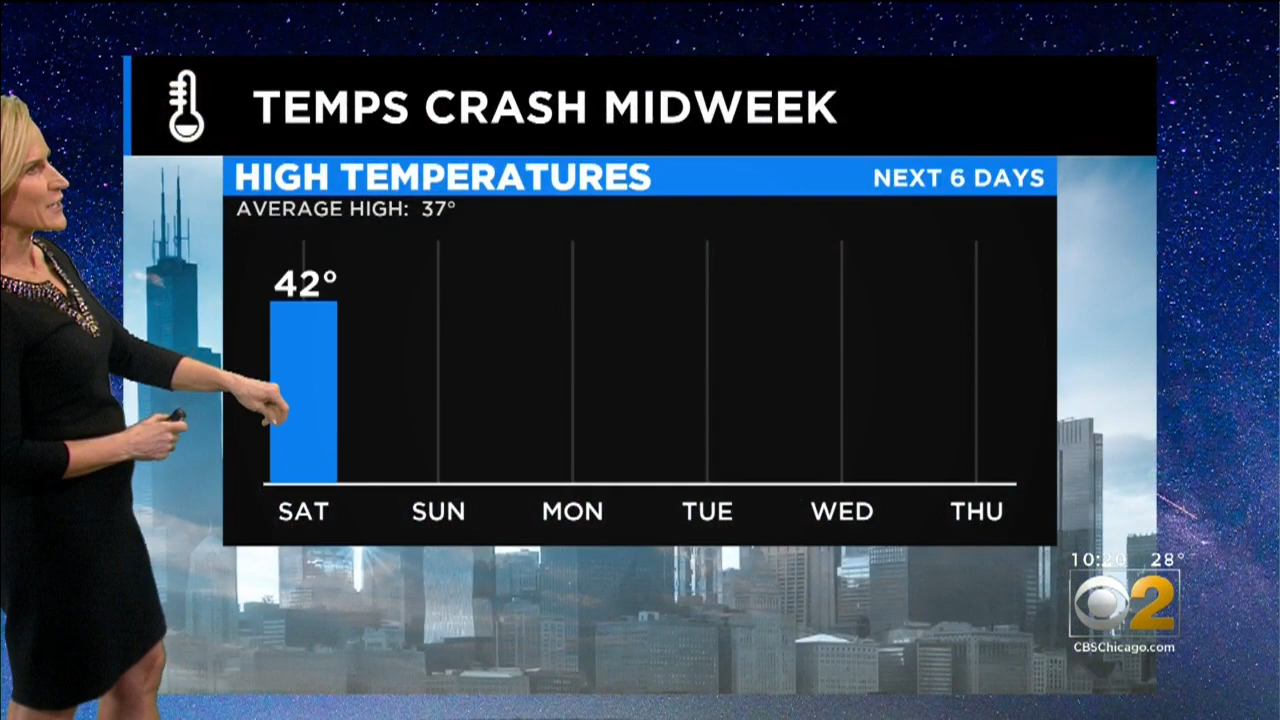 TEMPS CRASH MIDWEEK
HIGH TEMPERATURES NEXT 6 DAYS
AVERAGE HIGH: 37°
42°
SAT SUN MON TUE WED THU
10:20 28°
2
CBSChicago.com